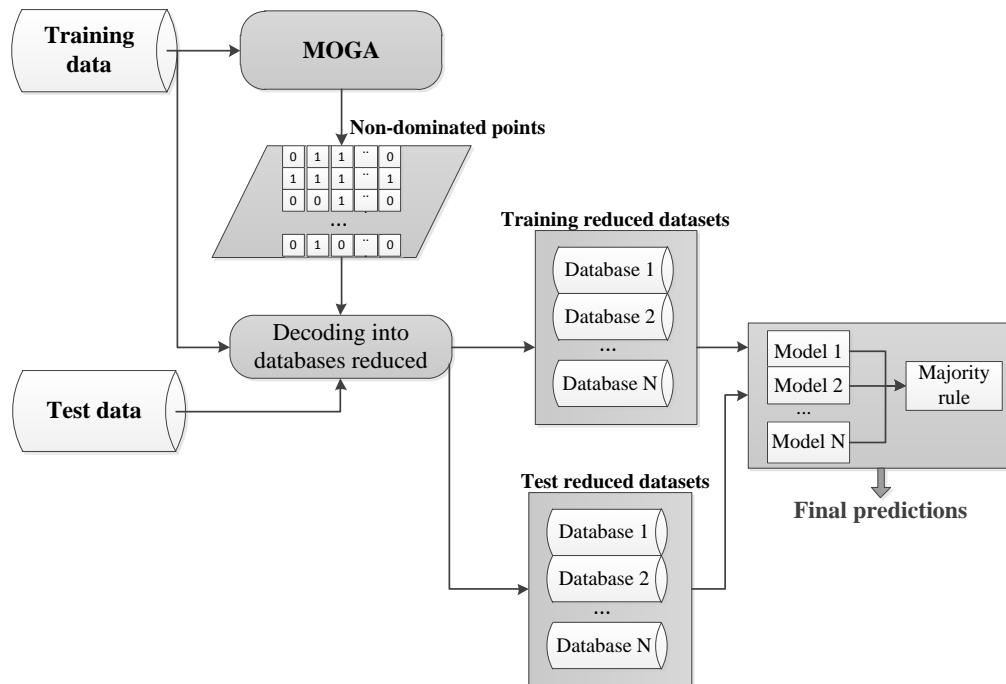 Training
data
MOGA
Non-dominated points
0 1 1 .. 0
1 1 1 .. 1
0 0 1 .. 0
...
0 1 0 .. 0
Training reduced datasets
Database 1
Database 2
...
Database N
Decoding into
databases reduced
Test data
Model 1
Model 2
...
Model N
Majority
rule
Final predictions
Test reduced datasets
Database 1
Database 2
...
Database N